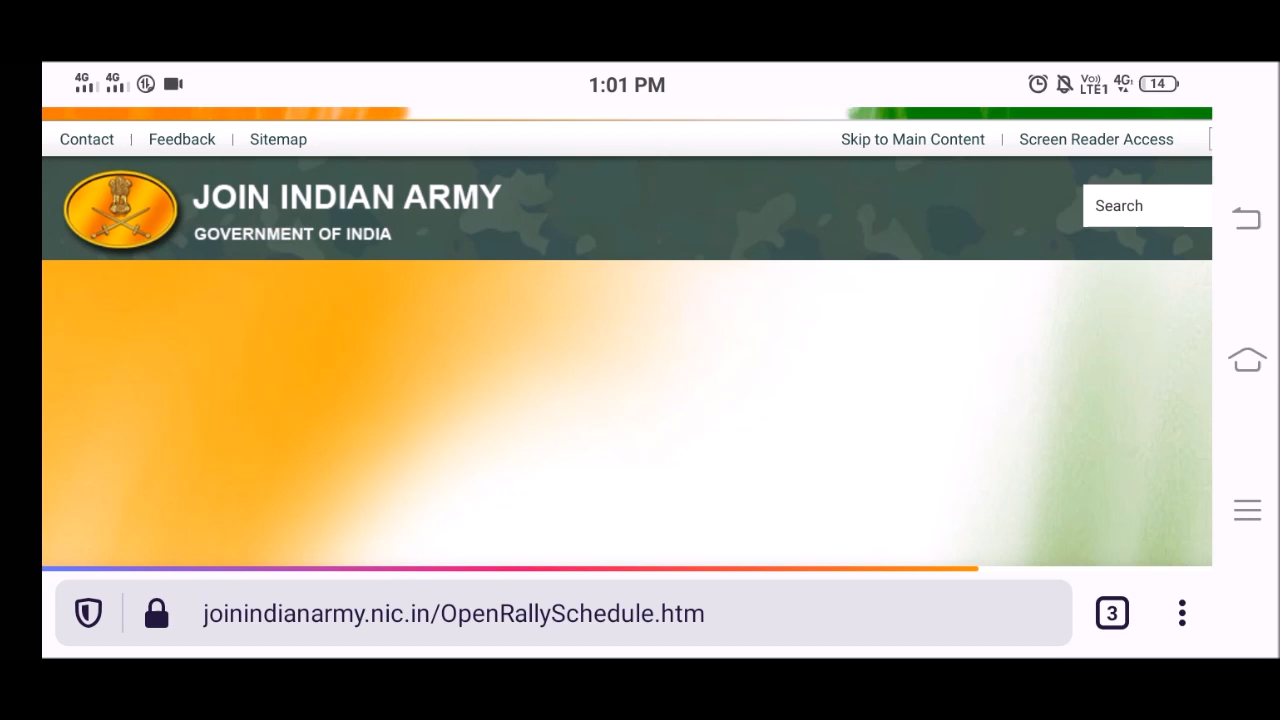 4G 4G 1:01 PM Vo)) LTE1 4G 14
Contact | Feedback | Sitemap Skip to Main Content | Screen Reader Access
JOIN INDIAN ARMY
GOVERNMENT OF INDIA
Search
joinindianarmy.nic.in/OpenRallySchedule.htm 3